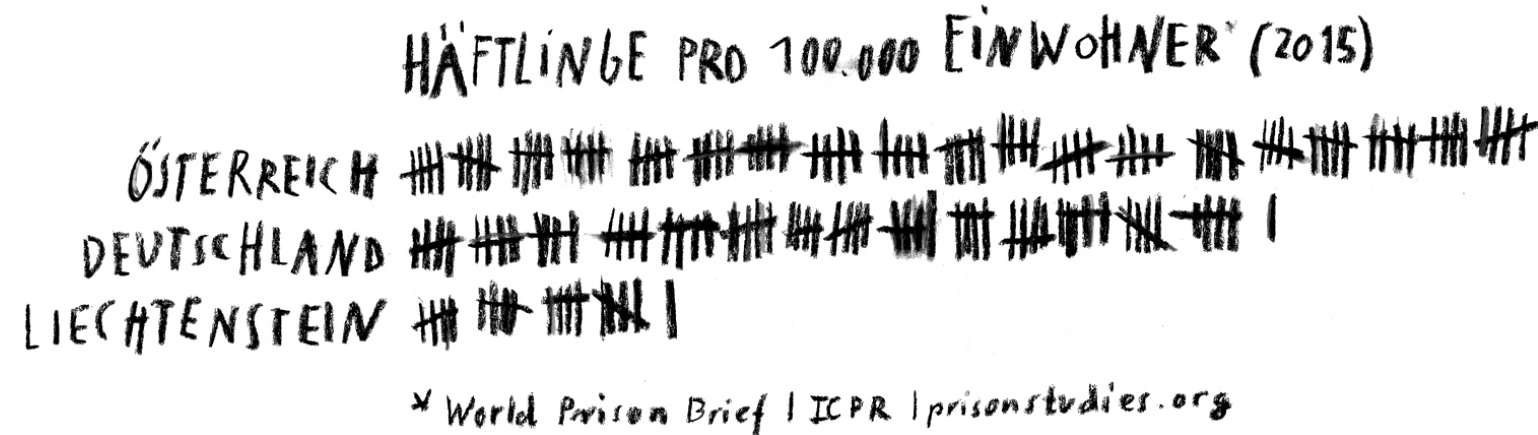 HÄFTLINGE PRO 100.000 EINWOHNER* (2015)
ÖSTERREICH
DEUTSCHLAND
LIECHTENSTEIN
* World Prison Brief | ICPR | prisonstudies.org